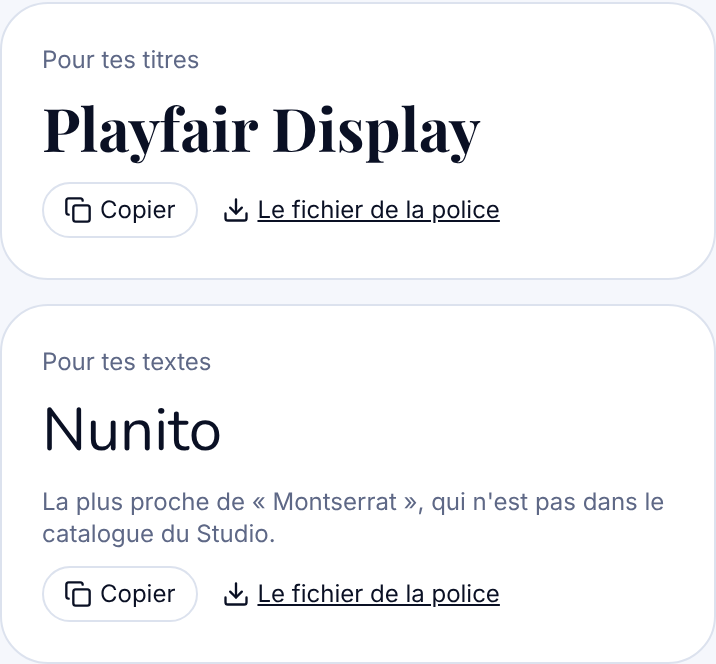 Pour tes titres
Playfair Display
Copier Le fichier de la police
Pour tes textes
Nunito
La plus proche de « Montserrat », qui n'est pas dans le
catalogue du Studio.
Copier Le fichier de la police